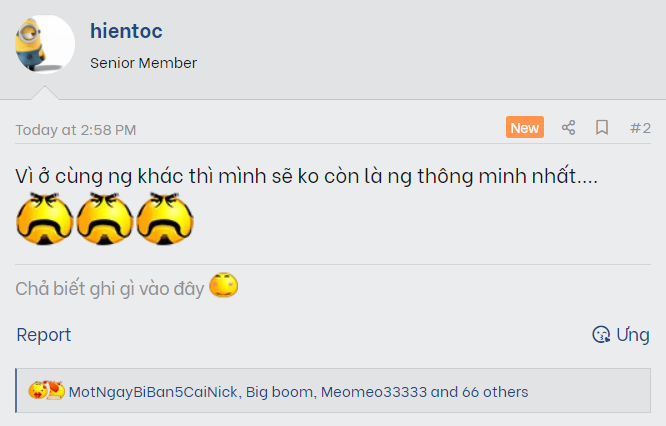 hientoc
Senior Member
Today at 2:58 PM
New
#2
Vì ở cùng ng khác thì mình sẽ ko còn là ng thông minh nhất....
Chả biết ghi gì vào đây
Report
Ưng
MotNgayBiBan5CaiNick, Big boom, Meomeo33333 and 66 others